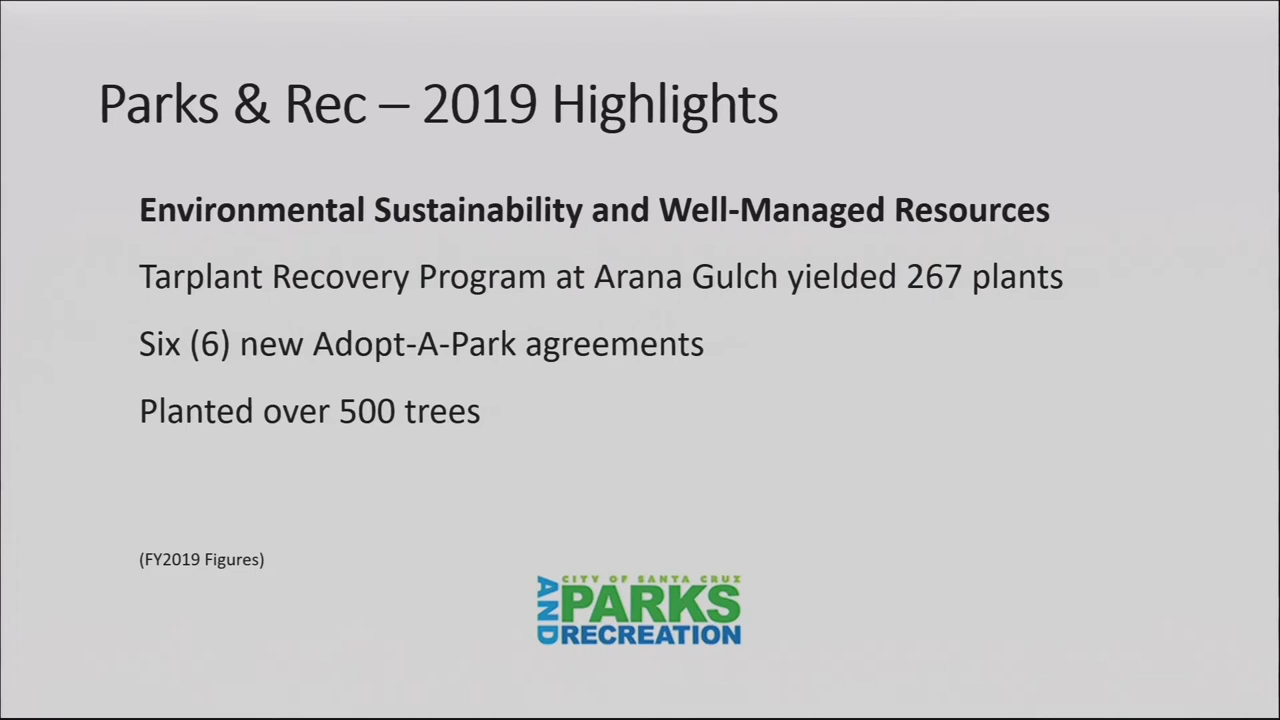 Parks & Rec – 2019 Highlights
Environmental Sustainability and Well-Managed Resources
Tarplant Recovery Program at Arana Gulch yielded 267 plants
Six (6) new Adopt-A-Park agreements
Planted over 500 trees
(FY2019 Figures)
CITY OF SANTA CRUZ
AND PARKS
RECREATION